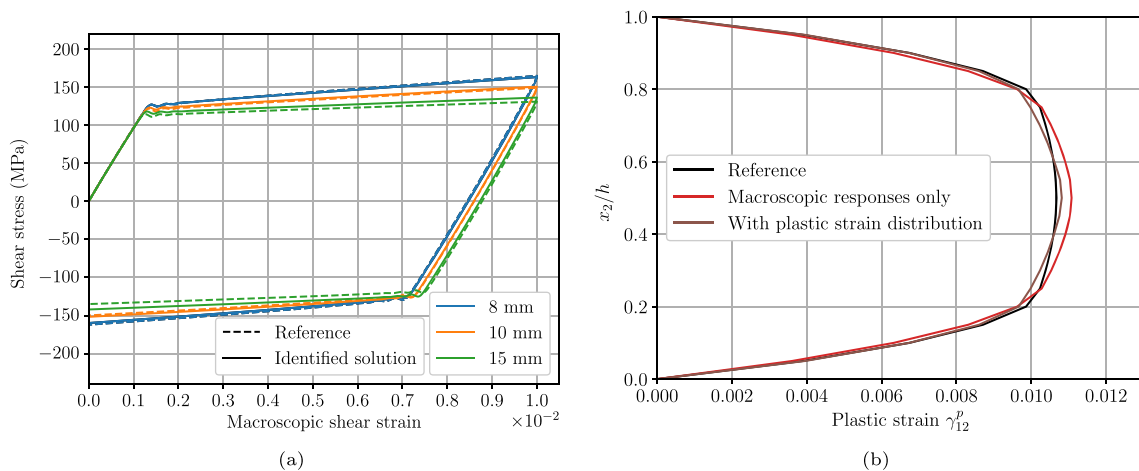 200
150
100
50
0
−50
−100
−150
−200
Shear stress (MPa)
0.0 0.1 0.2 0.3 0.4 0.5 0.6 0.7 0.8 0.9 1.0
×10⁻²
Macroscopic shear strain
Reference
Identified solution
8 mm
10 mm
15 mm
(a)
1.0
0.8
0.6
0.4
0.2
0.0
x₂/h
Reference
Macroscopic responses only
With plastic strain distribution
0.000 0.002 0.004 0.006 0.008 0.010 0.012
Plastic strain γᵖ₁₂
(b)